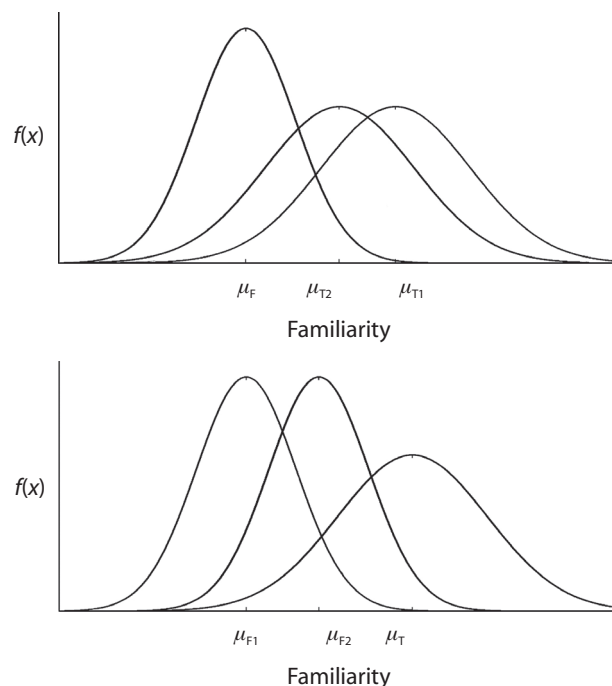 f(x)
μF μT2 μT1
Familiarity
f(x)
μF1 μF2 μT
Familiarity